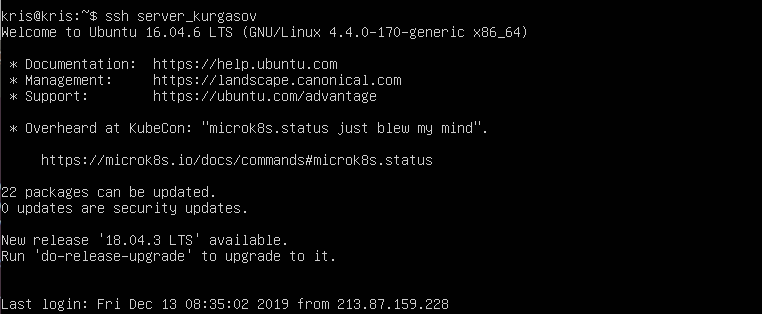 kris@kris:~$ ssh server_kurgasov
Welcome to Ubuntu 16.04.6 LTS (GNU/Linux 4.4.0-170-generic x86_64)
* Documentation:  https://help.ubuntu.com
* Management:     https://landscape.canonical.com
* Support:        https://ubuntu.com/advantage
* Overheard at KubeCon: "microk8s.status just blew my mind".
https://microk8s.io/docs/commands#microk8s.status
22 packages can be updated.
0 updates are security updates.
New release '18.04.3 LTS' available.
Run 'do-release-upgrade' to upgrade to it.
Last login: Fri Dec 13 08:35:02 2019 from 213.87.159.228